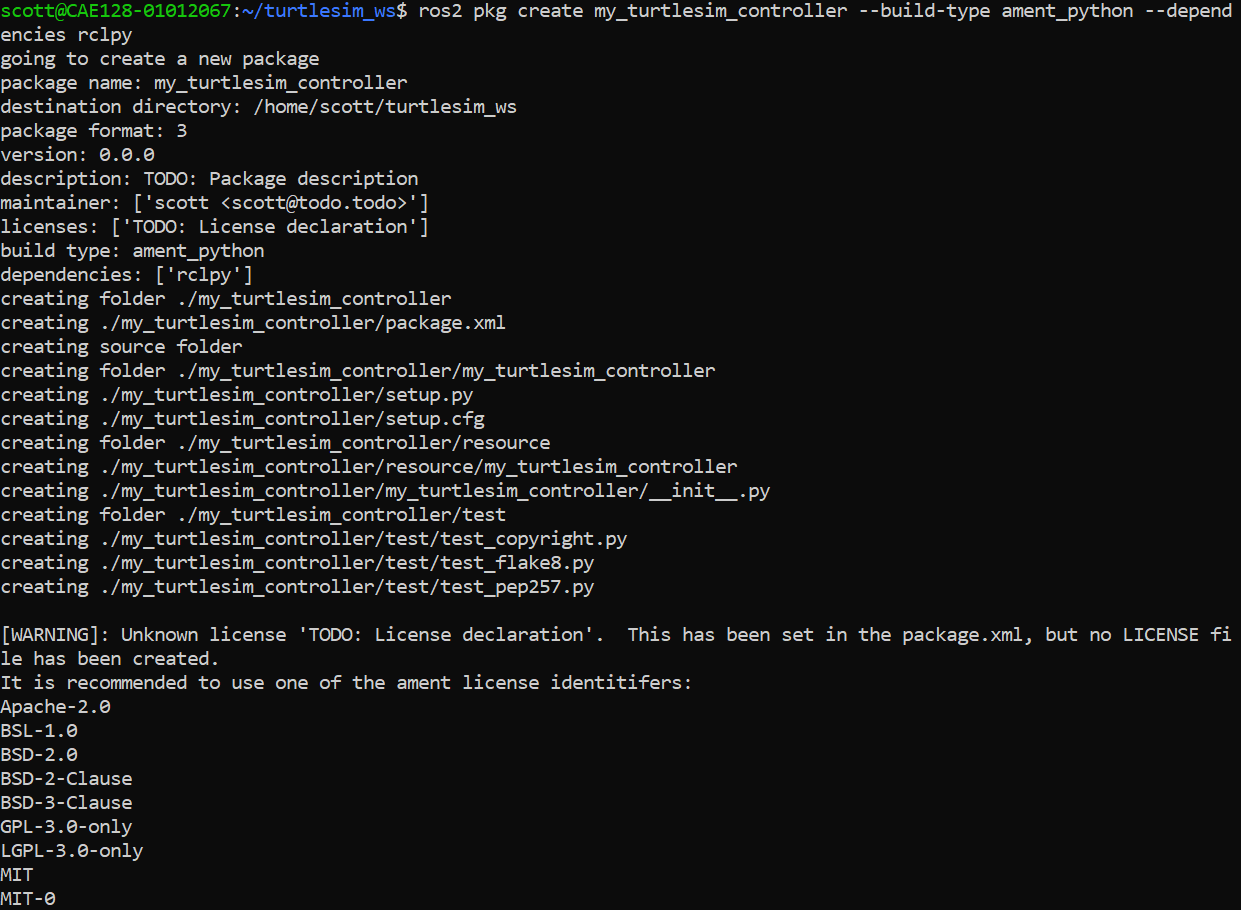 scott@CAE128-01012067:~/turtlesim_ws$ ros2 pkg create my_turtlesim_controller --build-type ament_python --depend
encies rclpy
going to create a new package
package name: my_turtlesim_controller
destination directory: /home/scott/turtlesim_ws
package format: 3
version: 0.0.0
description: TODO: Package description
maintainer: ['scott <scott@todo.todo>']
licenses: ['TODO: License declaration']
build type: ament_python
dependencies: ['rclpy']
creating folder ./my_turtlesim_controller
creating ./my_turtlesim_controller/package.xml
creating source folder
creating folder ./my_turtlesim_controller/my_turtlesim_controller
creating ./my_turtlesim_controller/setup.py
creating ./my_turtlesim_controller/setup.cfg
creating folder ./my_turtlesim_controller/resource
creating ./my_turtlesim_controller/resource/my_turtlesim_controller
creating ./my_turtlesim_controller/my_turtlesim_controller/__init__.py
creating folder ./my_turtlesim_controller/test
creating ./my_turtlesim_controller/test/test_copyright.py
creating ./my_turtlesim_controller/test/test_flake8.py
creating ./my_turtlesim_controller/test/test_pep257.py

[WARNING]: Unknown license 'TODO: License declaration'.  This has been set in the package.xml, but no LICENSE fi
le has been created.
It is recommended to use one of the ament license identitifers:
Apache-2.0
BSL-1.0
BSD-2.0
BSD-2-Clause
BSD-3-Clause
GPL-3.0-only
LGPL-3.0-only
MIT
MIT-0